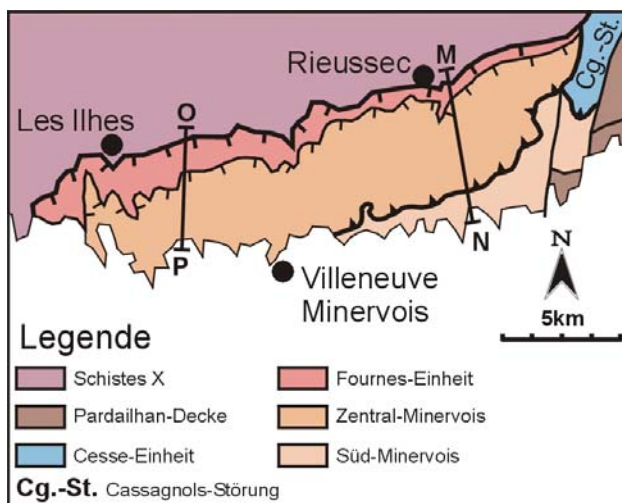 Cg.-St.
Rieussec
M
Les Ilhes
O
P
N
Villeneuve
Minervois
N
5km
Legende
Schistes X
Fournes-Einheit
Pardailhan-Decke
Zentral-Minervois
Cesse-Einheit
Süd-Minervois
Cg.-St. Cassagnols-Störung